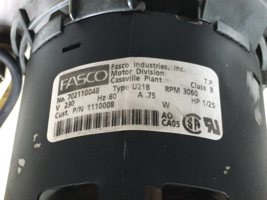 FASCO
Fasco Industries, Inc.
Motor Division
Cassville Plant
T.P.
No. 702110048 Type U21B Class B
V 230 Hz 60 A .75 RPM 3060
Cust. P/N 1110008 W HP 1/25
AO
CA05